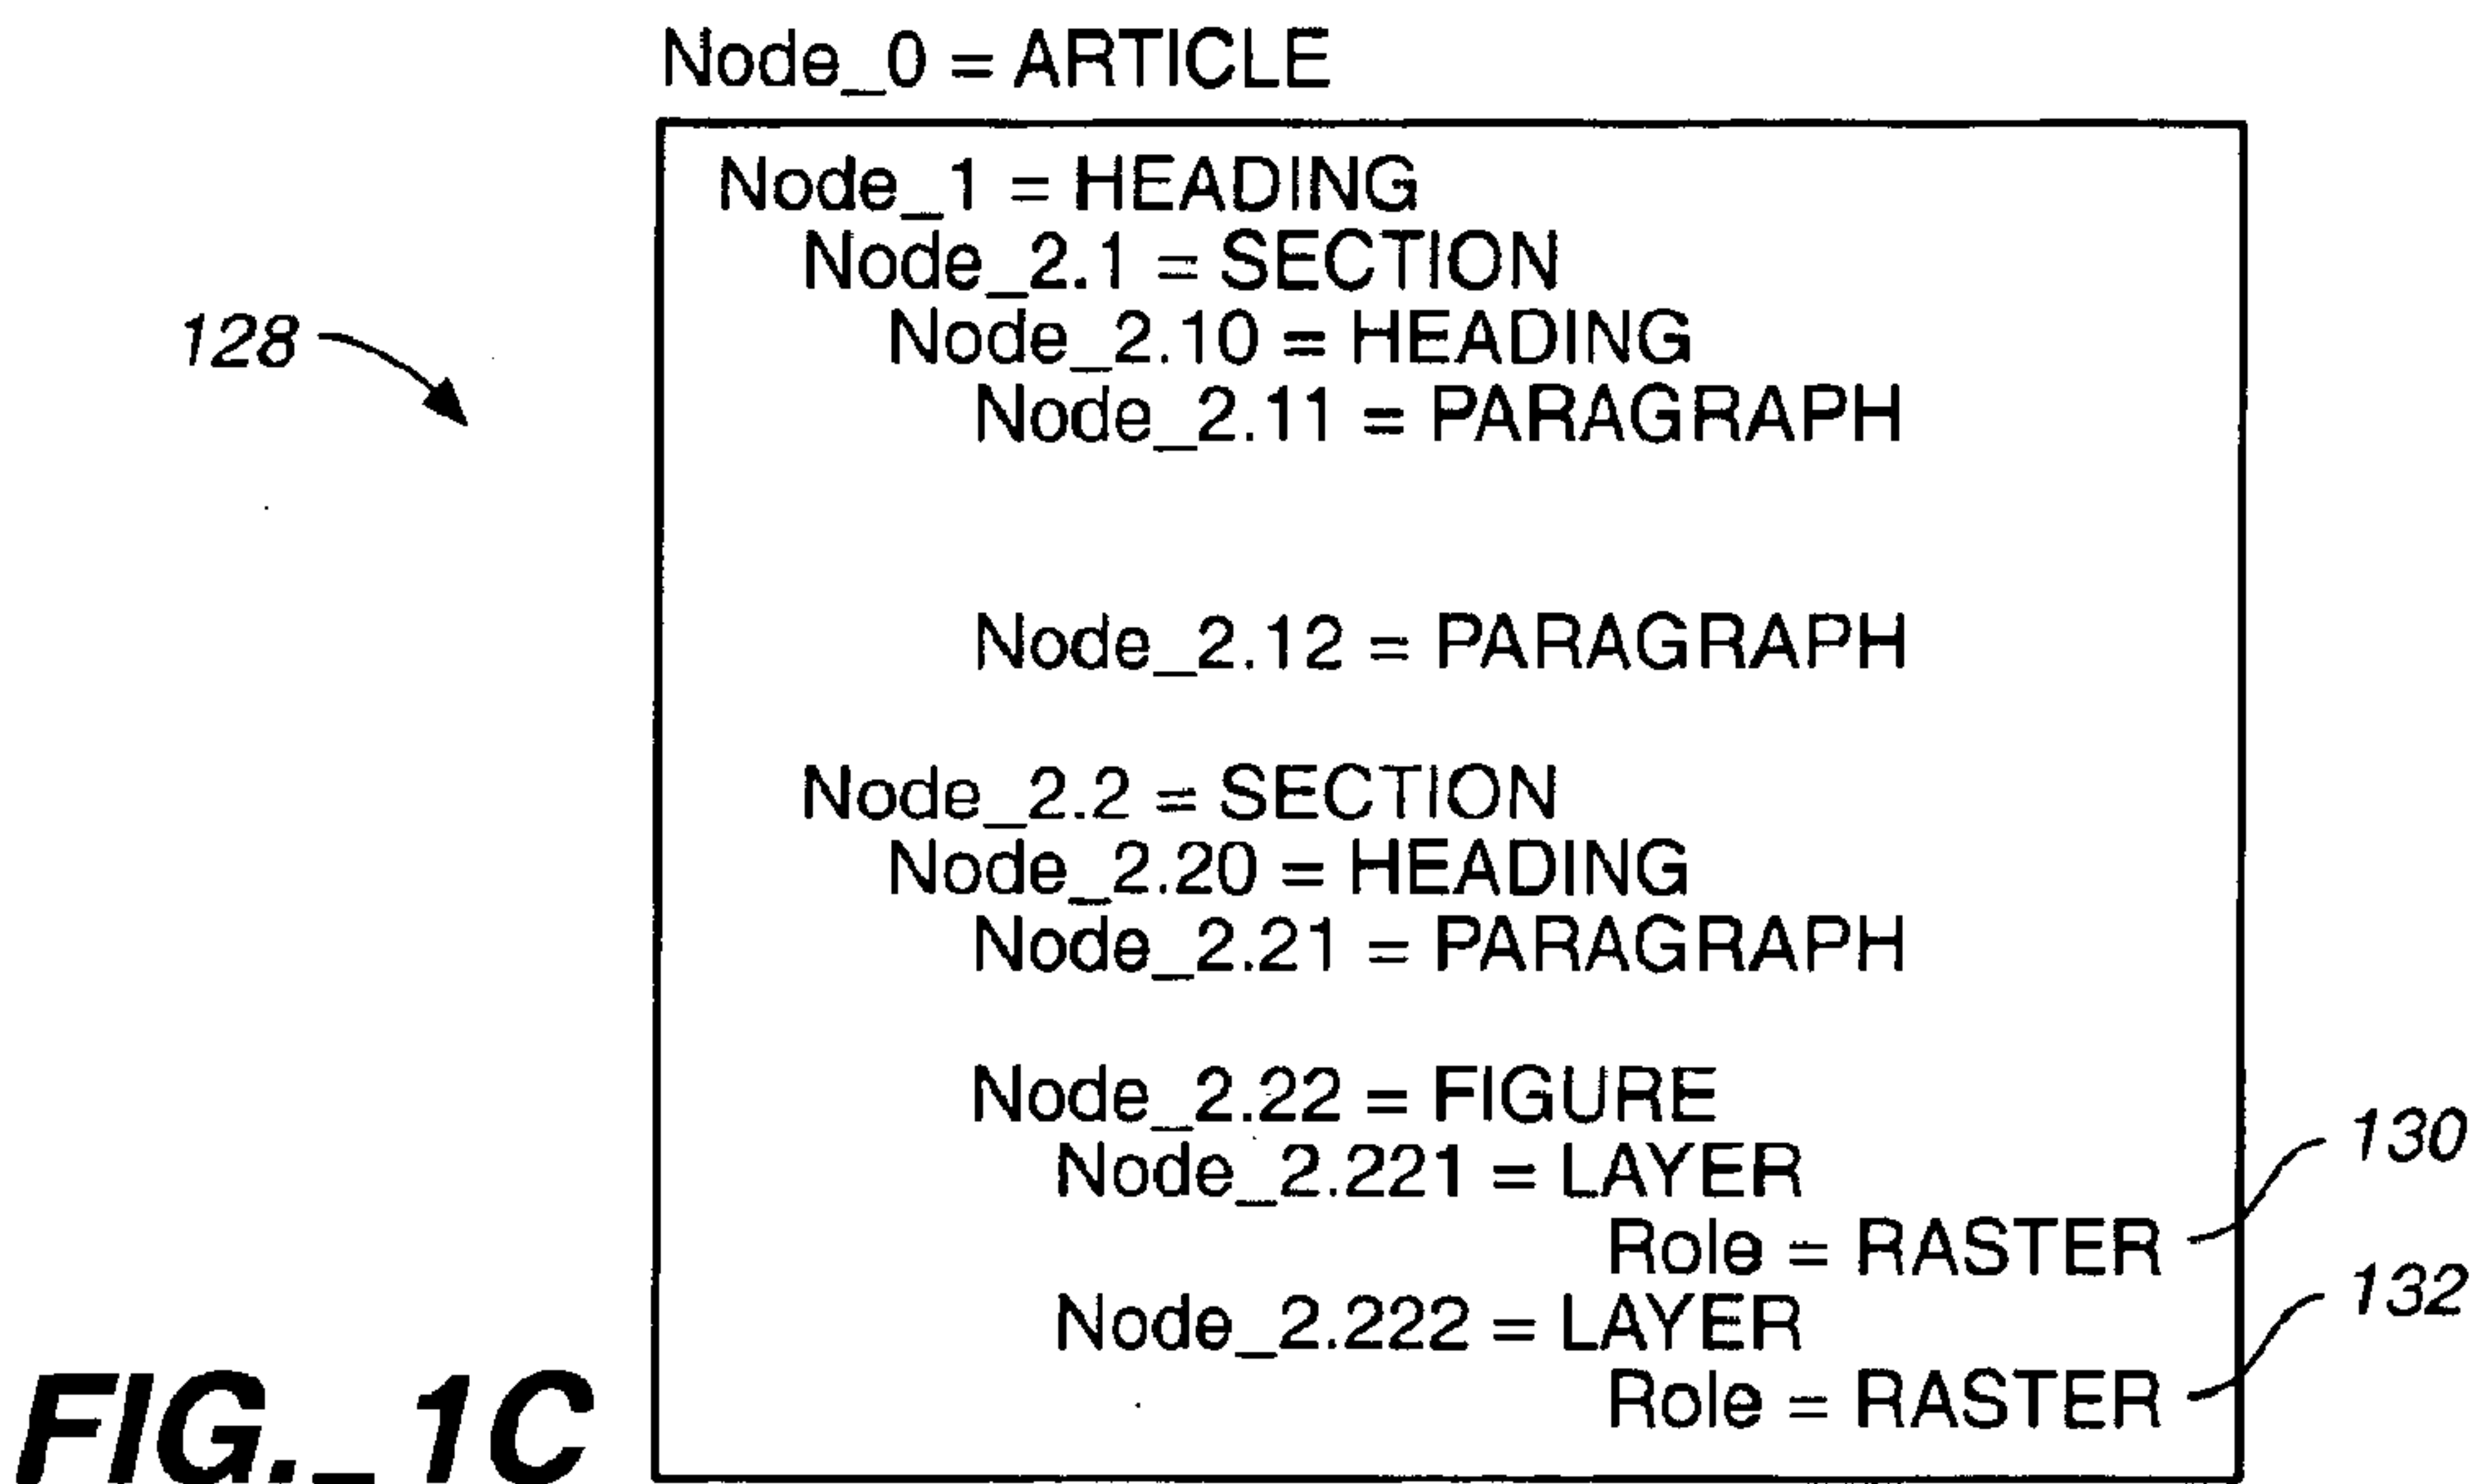 Node_0 = ARTICLE
Node_1 = HEADING
Node_2.1 = SECTION
128
Node_2.10 = HEADING
Node_2.11 = PARAGRAPH
Node_2.12 = PARAGRAPH
Node_2.2 = SECTION
Node_2.20 = HEADING
Node_2.21 = PARAGRAPH
Node_2.22 = FIGURE
130
Node_2.221 = LAYER
Role = RASTER
132
Node_2.222 = LAYER
Role = RASTER
FIG._1C